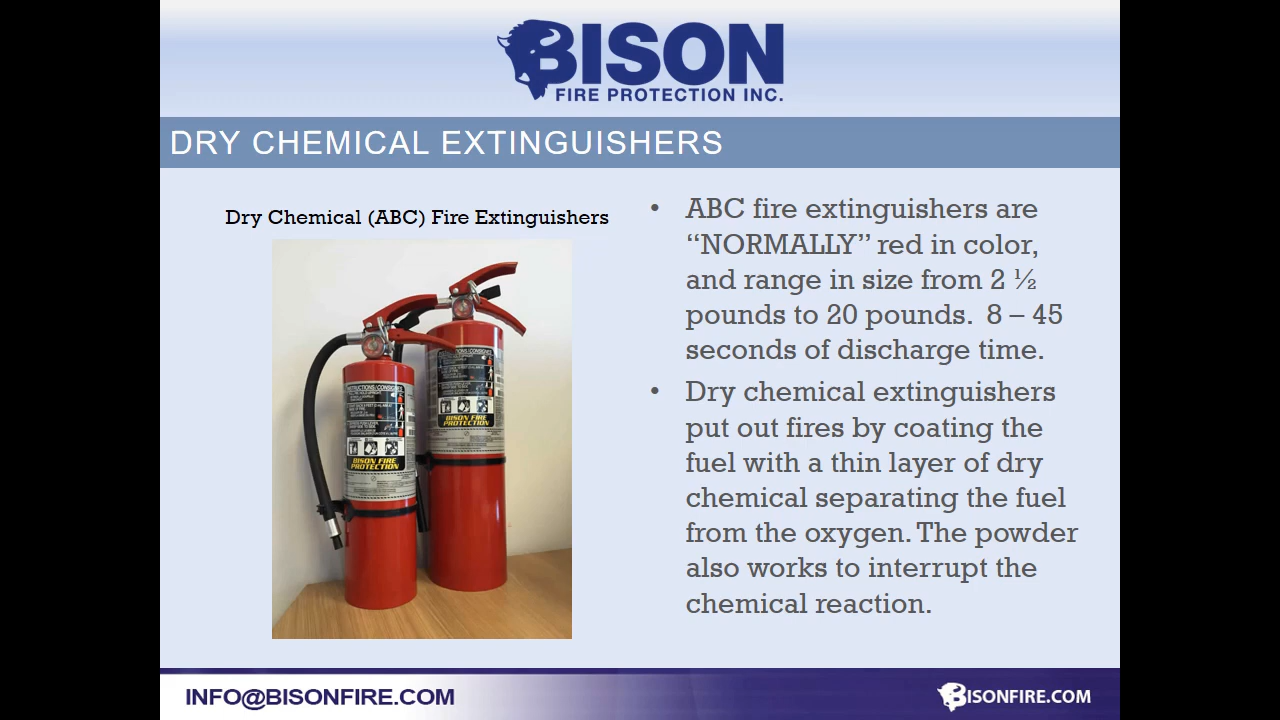 BISON
FIRE PROTECTION INC.
DRY CHEMICAL EXTINGUISHERS
Dry Chemical (ABC) Fire Extinguishers
BISON FIRE
PROTECTION
BISON FIRE
PROTECTION
• ABC fire extinguishers are
“NORMALLY” red in color,
and range in size from 2 ½
pounds to 20 pounds.  8 – 45
seconds of discharge time.
• Dry chemical extinguishers
put out fires by coating the
fuel with a thin layer of dry
chemical separating the fuel
from the oxygen. The powder
also works to interrupt the
chemical reaction.
INFO@BISONFIRE.COM
BISONFIRE.COM